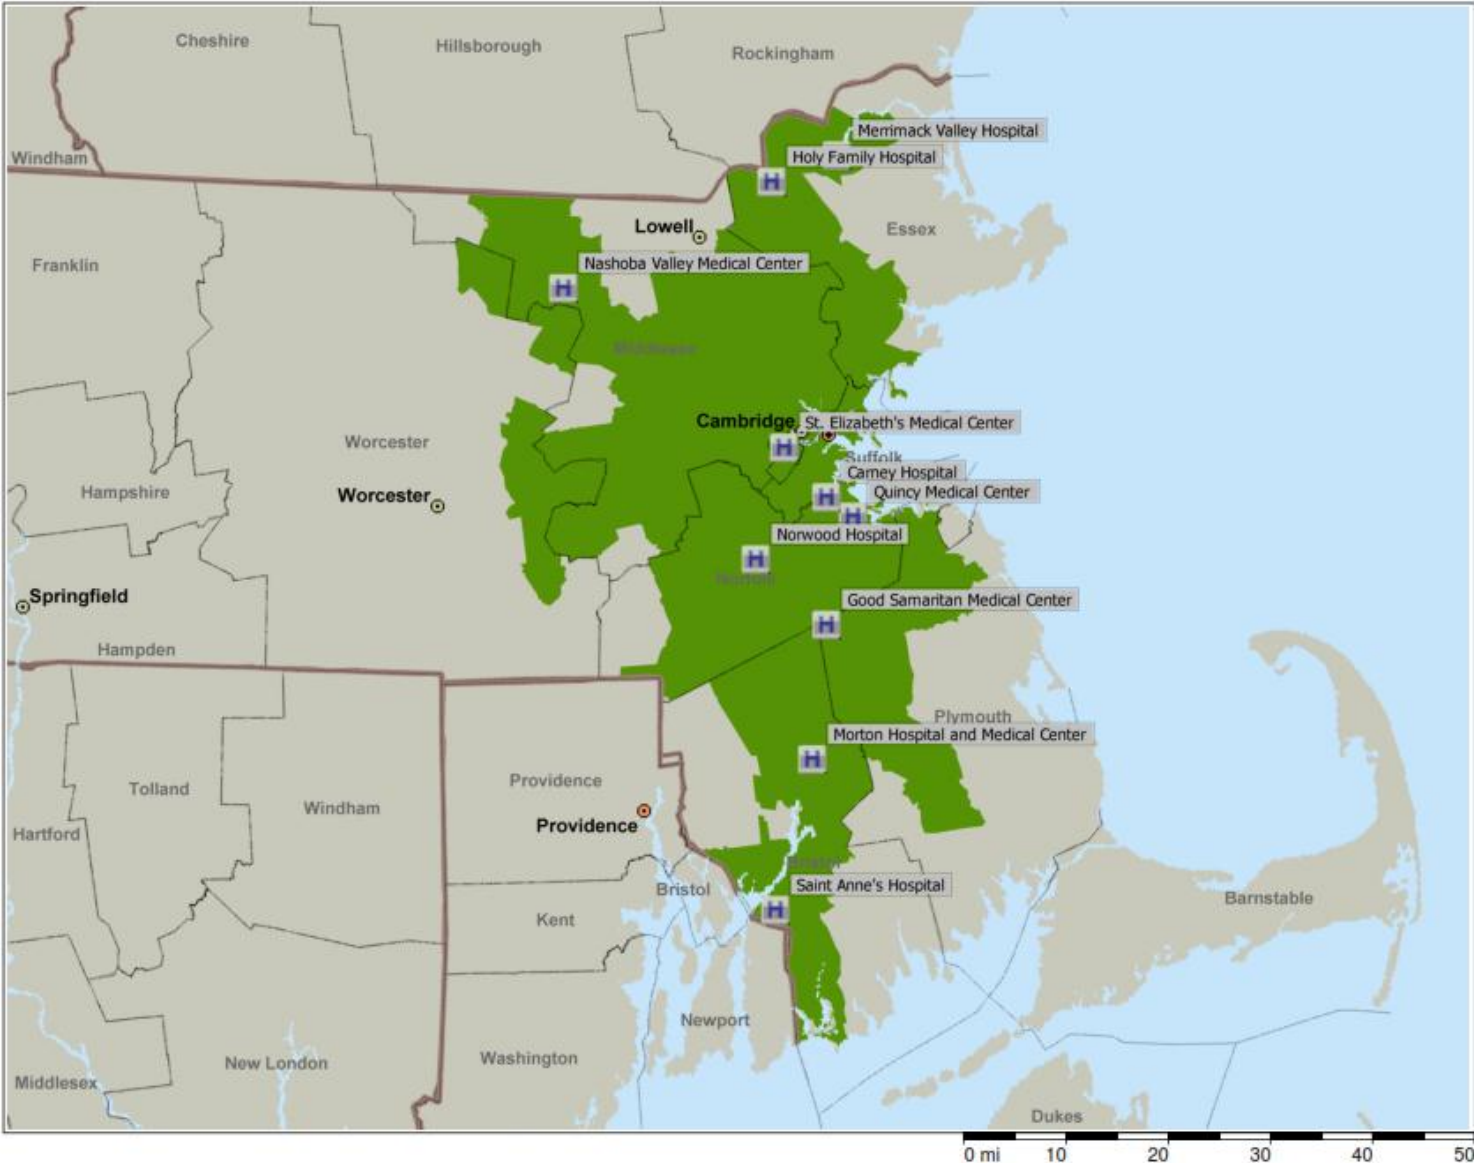 Cheshire
Hillsborough
Rockingham
Merrimack Valley Hospital
Windham
Holy Family Hospital
H
Lowell
Essex
Franklin
Nashoba Valley Medical Center
H
Middlesex
Cambridge
St. Elizabeth's Medical Center
Worcester
H
Suffolk
Carney Hospital
Hampshire
Quincy Medical Center
Worcester
H
H
Norwood Hospital
H
Norfolk
Springfield
Good Samaritan Medical Center
H
Hampden
Plymouth
Morton Hospital and Medical Center
H
Providence
Tolland
Windham
Providence
Hartford
Bristol
Saint Anne's Hospital
Bristol
H
Barnstable
Kent
Newport
Washington
New London
Middlesex
Dukes
0 mi 10 20 30 40 50